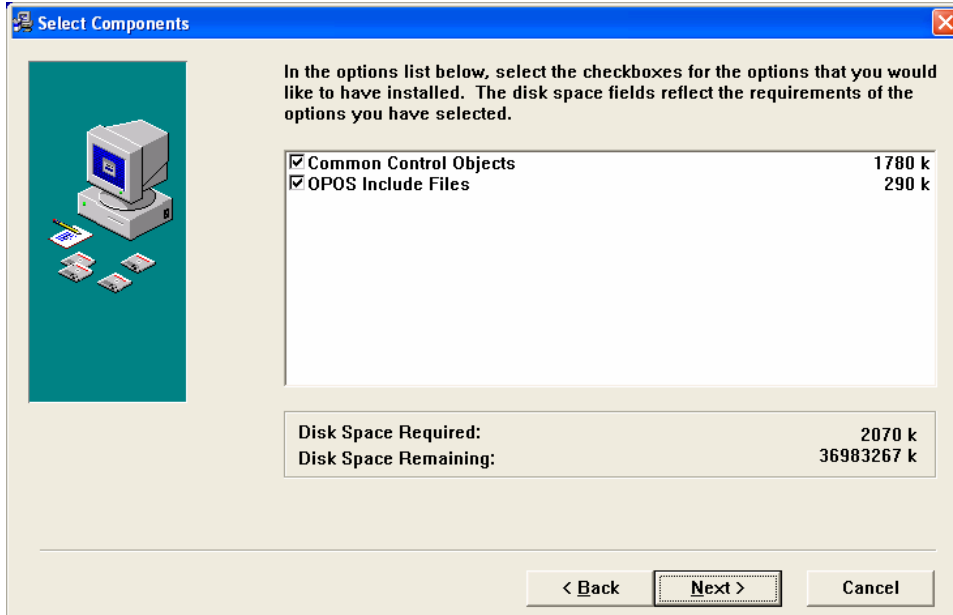 Select Components
In the options list below, select the checkboxes for the options that you would
like to have installed. The disk space fields reflect the requirements of the
options you have selected.
Common Control Objects 1780 k
OPOS Include Files 290 k
Disk Space Required: 2070 k
Disk Space Remaining: 36983267 k
< Back Next > Cancel